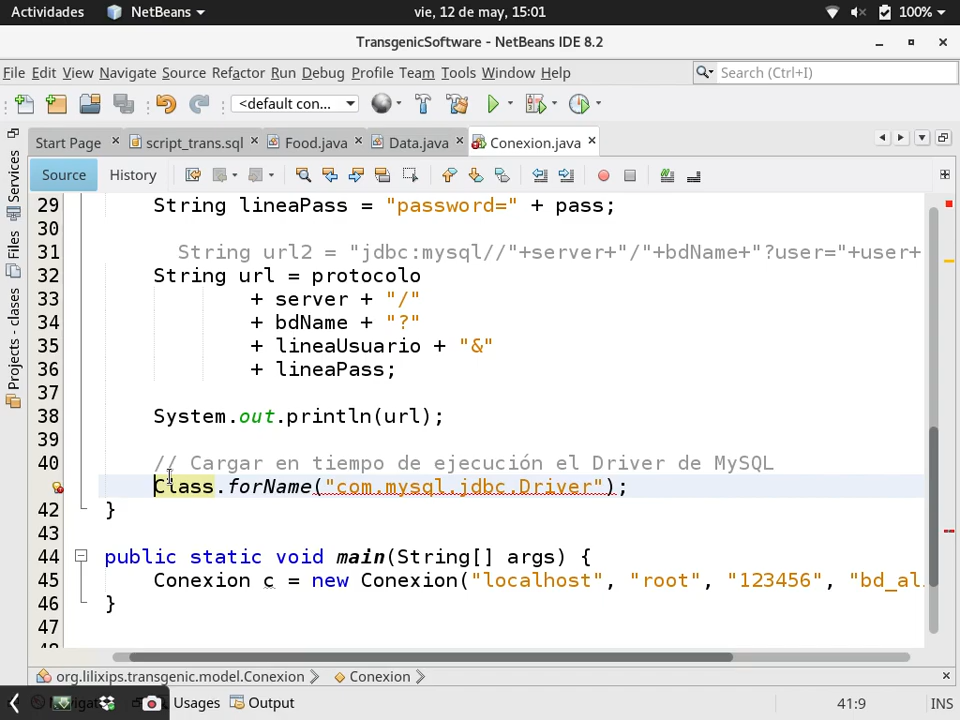 Actividades NetBeans vie, 12 de may, 15:01 100%
TransgenicSoftware - NetBeans IDE 8.2
File Edit View Navigate Source Refactor Run Debug Profile Team Tools Window Help Search (Ctrl+I)
<default con...
Start Page script_trans.sql Food.java Data.java Conexion.java
Source History
Services
Files
Projects - clases
29 String lineaPass = "password=" + pass;
30
31 String url2 = "jdbc:mysql//"+server+"/"+bdName+"?user="+user+
32 String url = protocolo
33 + server + "/"
34 + bdName + "?"
35 + lineaUsuario + "&"
36 + lineaPass;
37
38 System.out.println(url);
39
40 // Cargar en tiempo de ejecución el Driver de MySQL
Class.forName("com.mysql.jdbc.Driver");
42 }
43
44 public static void main(String[] args) {
45 Conexion c = new Conexion("localhost", "root", "123456", "bd_al
46 }
47
org.lilixips.transgenic.model.Conexion Conexion
Usages Output 41:9 INS